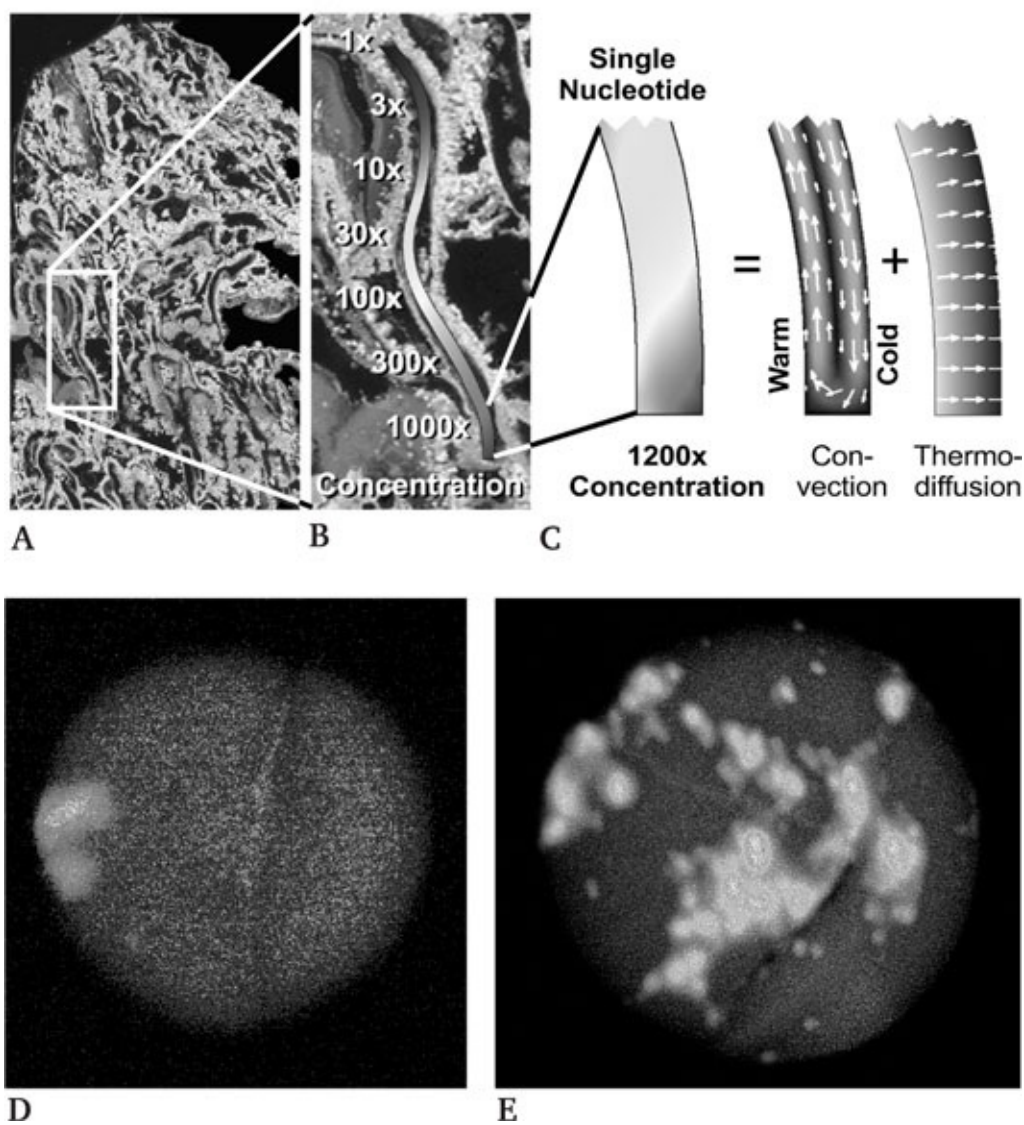 1x
3x
10x
30x
100x
300x
1000x
Concentration
Single
Nucleotide
1200x
Concentration
=
Warm
Cold
+
Con-
vection
Thermo-
diffusion
A
B
C
D
E